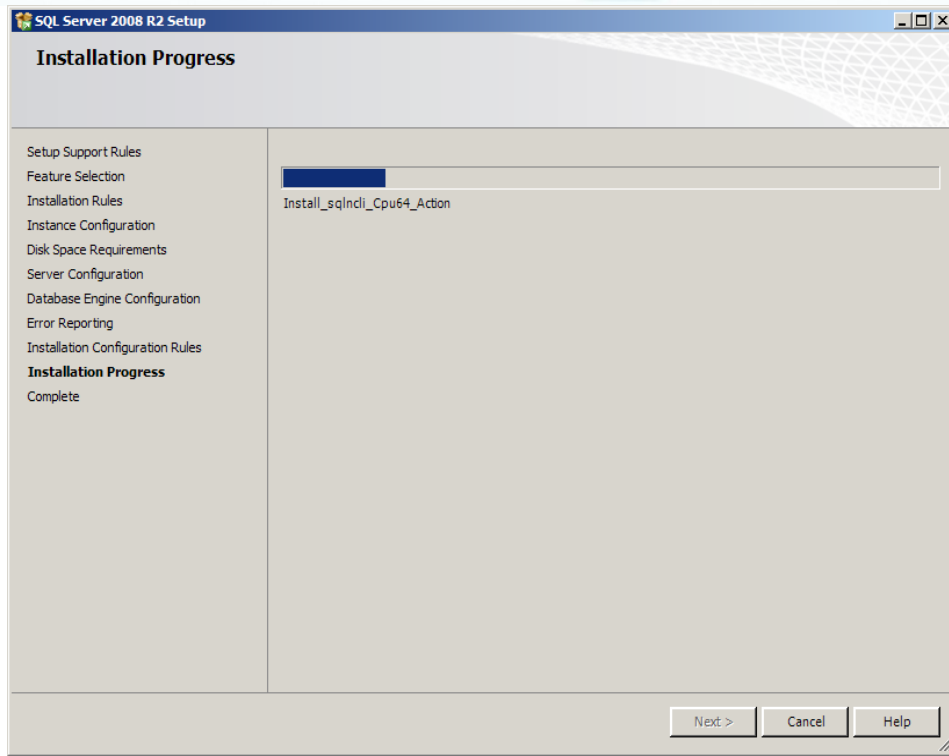 SQL Server 2008 R2 Setup
Installation Progress
Setup Support Rules
Feature Selection
Installation Rules
Instance Configuration
Disk Space Requirements
Server Configuration
Database Engine Configuration
Error Reporting
Installation Configuration Rules
Installation Progress
Complete
Install_sqlncli_Cpu64_Action
Next >
Cancel
Help